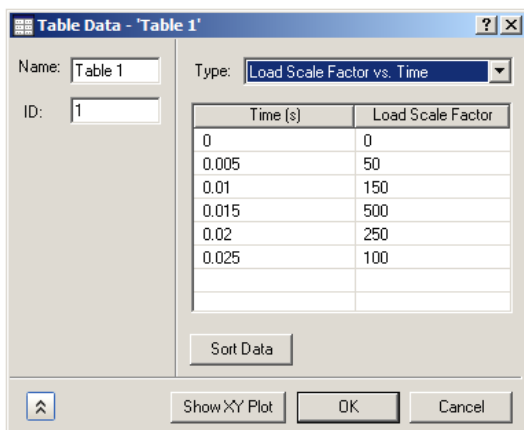 Table Data - 'Table 1'
Name: Table 1
Type: Load Scale Factor vs. Time
ID: 1
Time (s) Load Scale Factor
0 0
0.005 50
0.01 150
0.015 500
0.02 250
0.025 100
Sort Data
Show XY Plot OK Cancel